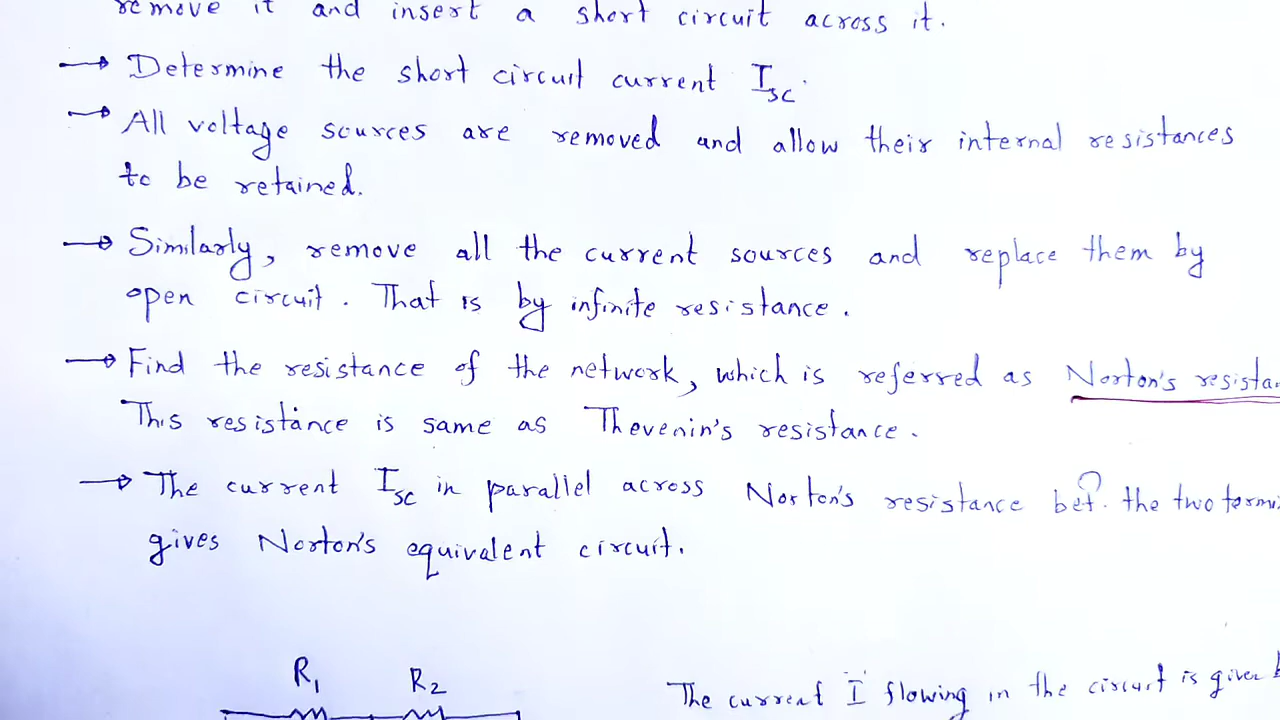 remove it and insert a short circuit across it.
→ Determine the short circuit current Isc.
→ All voltage sources are removed and allow their internal resistances
to be retained.
→ Similarly, remove all the current sources and replace them by
open circuit. That is by infinite resistance.
→ Find the resistance of the network, which is referred as Norton's resista
This resistance is same as Thevenin's resistance.
→ The current Isc in parallel across Norton's resistance bet? the two termi
gives Norton's equivalent circuit.
R1 R2
The current I flowing in the circuit is given b